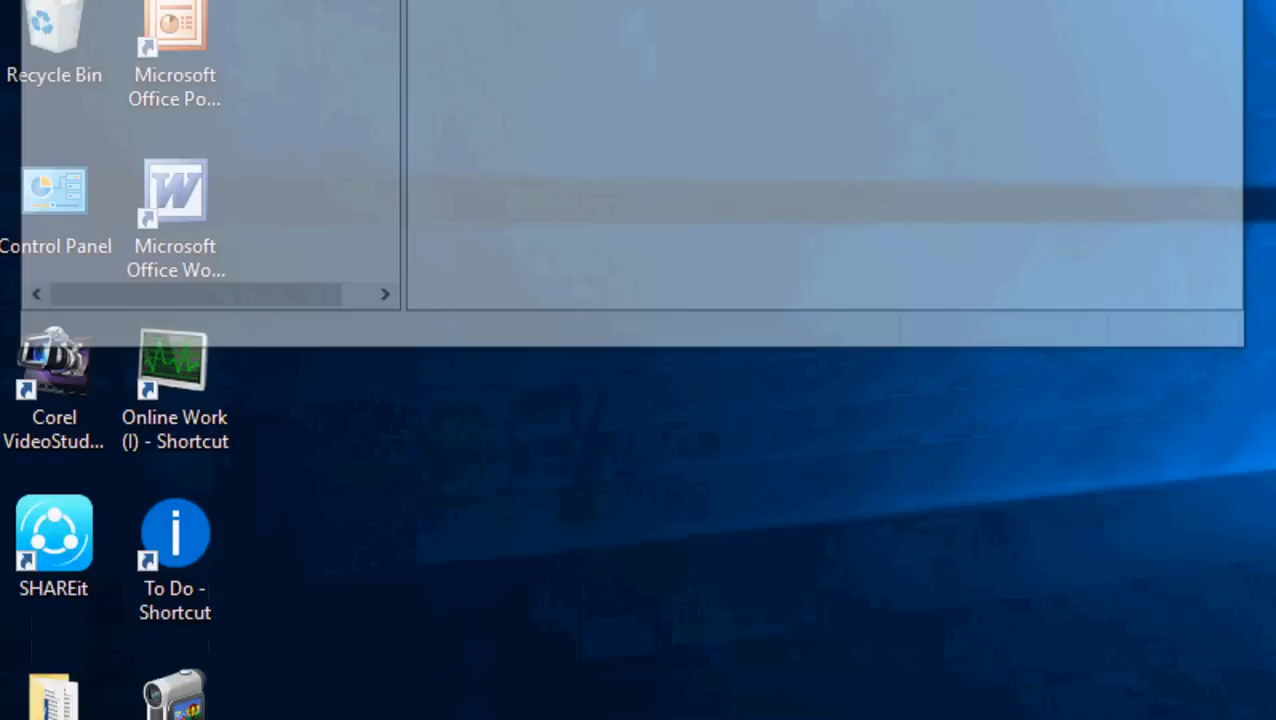 Recycle Bin
Microsoft
Office Po...
Control Panel
Microsoft
Office Wo...
Corel
VideoStud...
Online Work
(I) - Shortcut
SHAREit
To Do -
Shortcut